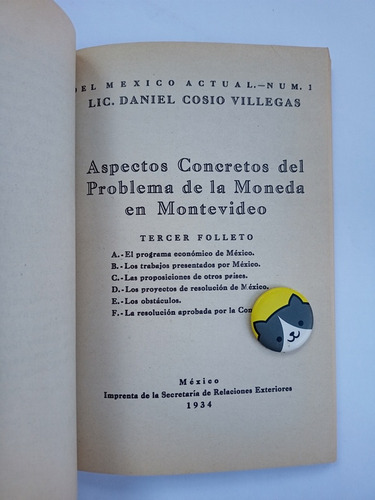 DEL MEXICO ACTUAL.—NUM. 1
LIC. DANIEL COSIO VILLEGAS
Aspectos Concretos del
Problema de la Moneda
en Montevideo
TERCER FOLLETO
A.-El programa económico de México.
B.-Los trabajos presentados por México.
C.-Las proposiciones de otros países.
D.-Los proyectos de resolución de México.
E.-Los obstáculos.
F.-La resolución aprobada por la
México
Imprenta de la Secretaría de Relaciones Exteriores
1934